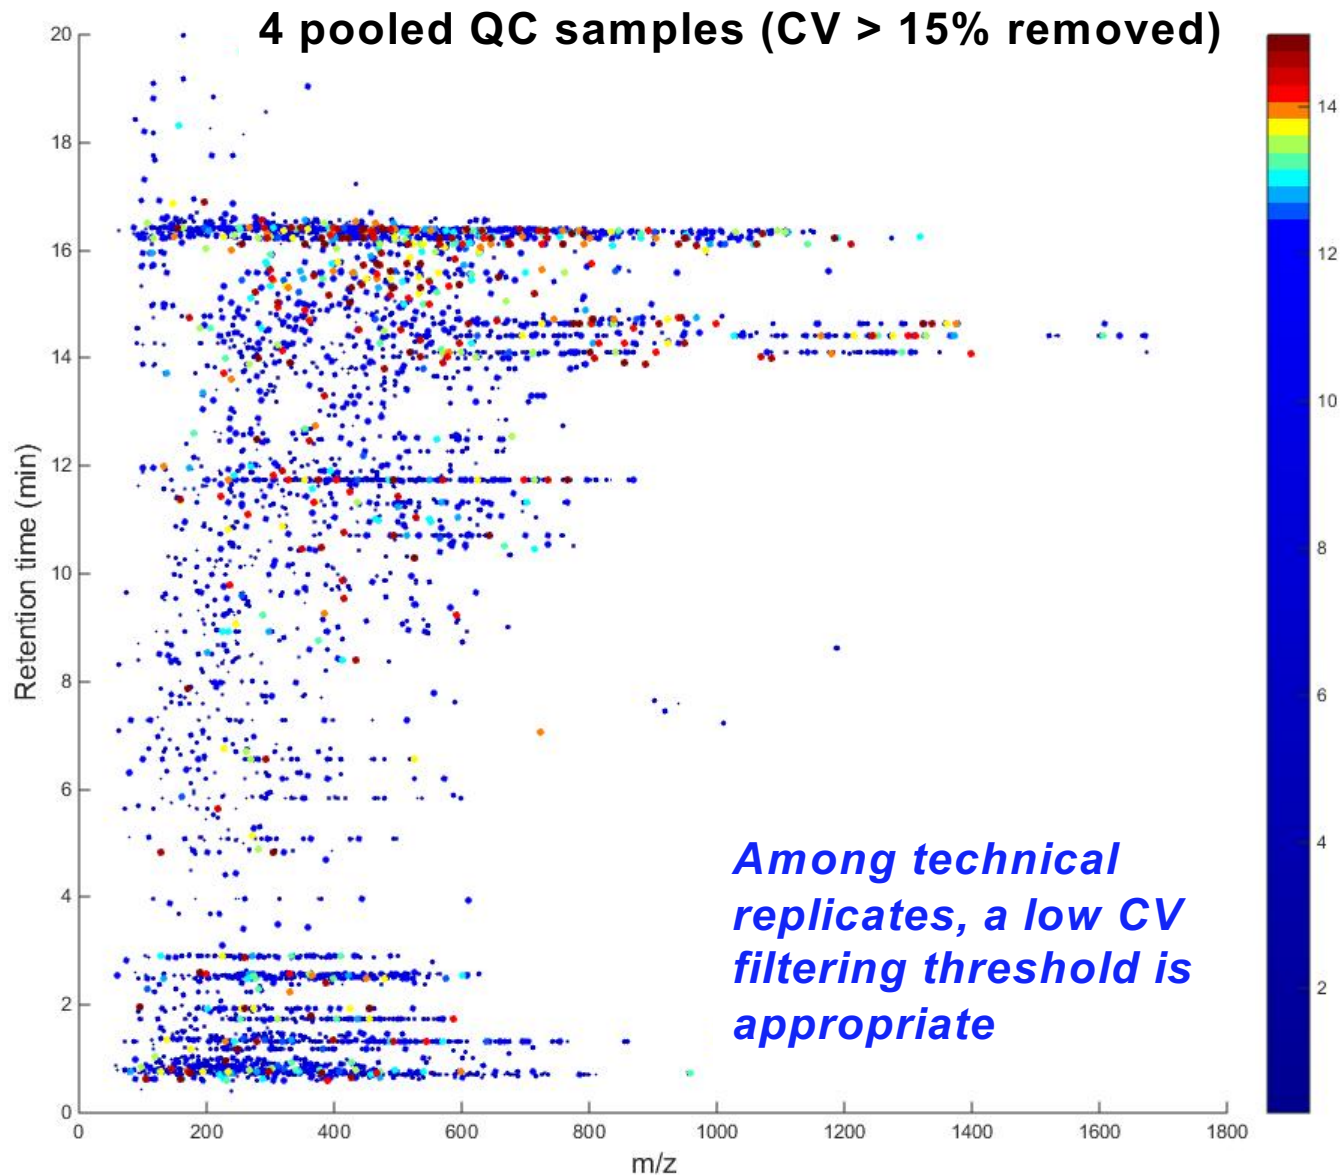 4 pooled QC samples (CV > 15% removed)
20
18
16
14
12
10
8
6
4
2
0
Retention time (min)
0 200 400 600 800 1000 1200 1400 1600 1800
m/z
14
12
10
8
6
4
2
Among technical
replicates, a low CV
filtering threshold is
appropriate